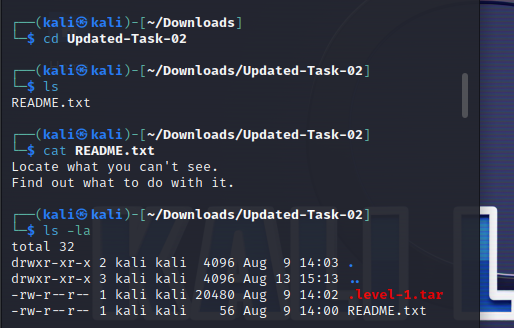 ┌──(kali㉿kali)-[~/Downloads]
└─$ cd Updated-Task-02
┌──(kali㉿kali)-[~/Downloads/Updated-Task-02]
└─$ ls
README.txt
┌──(kali㉿kali)-[~/Downloads/Updated-Task-02]
└─$ cat README.txt
Locate what you can't see.
Find out what to do with it.
┌──(kali㉿kali)-[~/Downloads/Updated-Task-02]
└─$ ls -la
total 32
drwxr-xr-x 2 kali kali  4096 Aug  9 14:03 .
drwxr-xr-x 3 kali kali  4096 Aug 13 15:13 ..
-rw-r--r-- 1 kali kali 20480 Aug  9 14:02 .level-1.tar
-rw-r--r-- 1 kali kali    56 Aug  9 14:00 README.txt